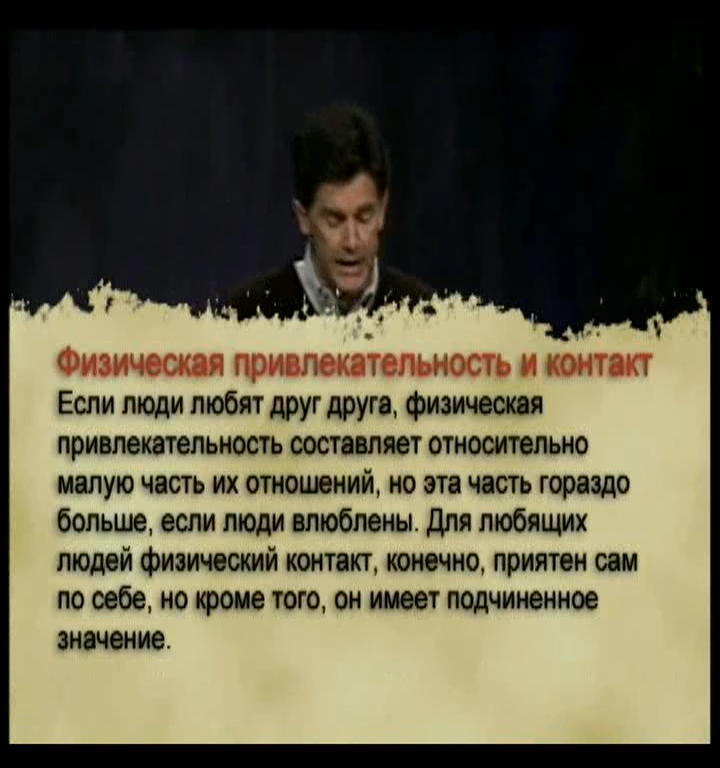 Физическая привлекательность и контакт
Если люди любят друг друга, физическая
привлекательность составляет относительно
малую часть их отношений, но эта часть гораздо
больше, если люди влюблены. Для любящих
людей физический контакт, конечно, приятен сам
по себе, но кроме того, он имеет подчиненное
значение.